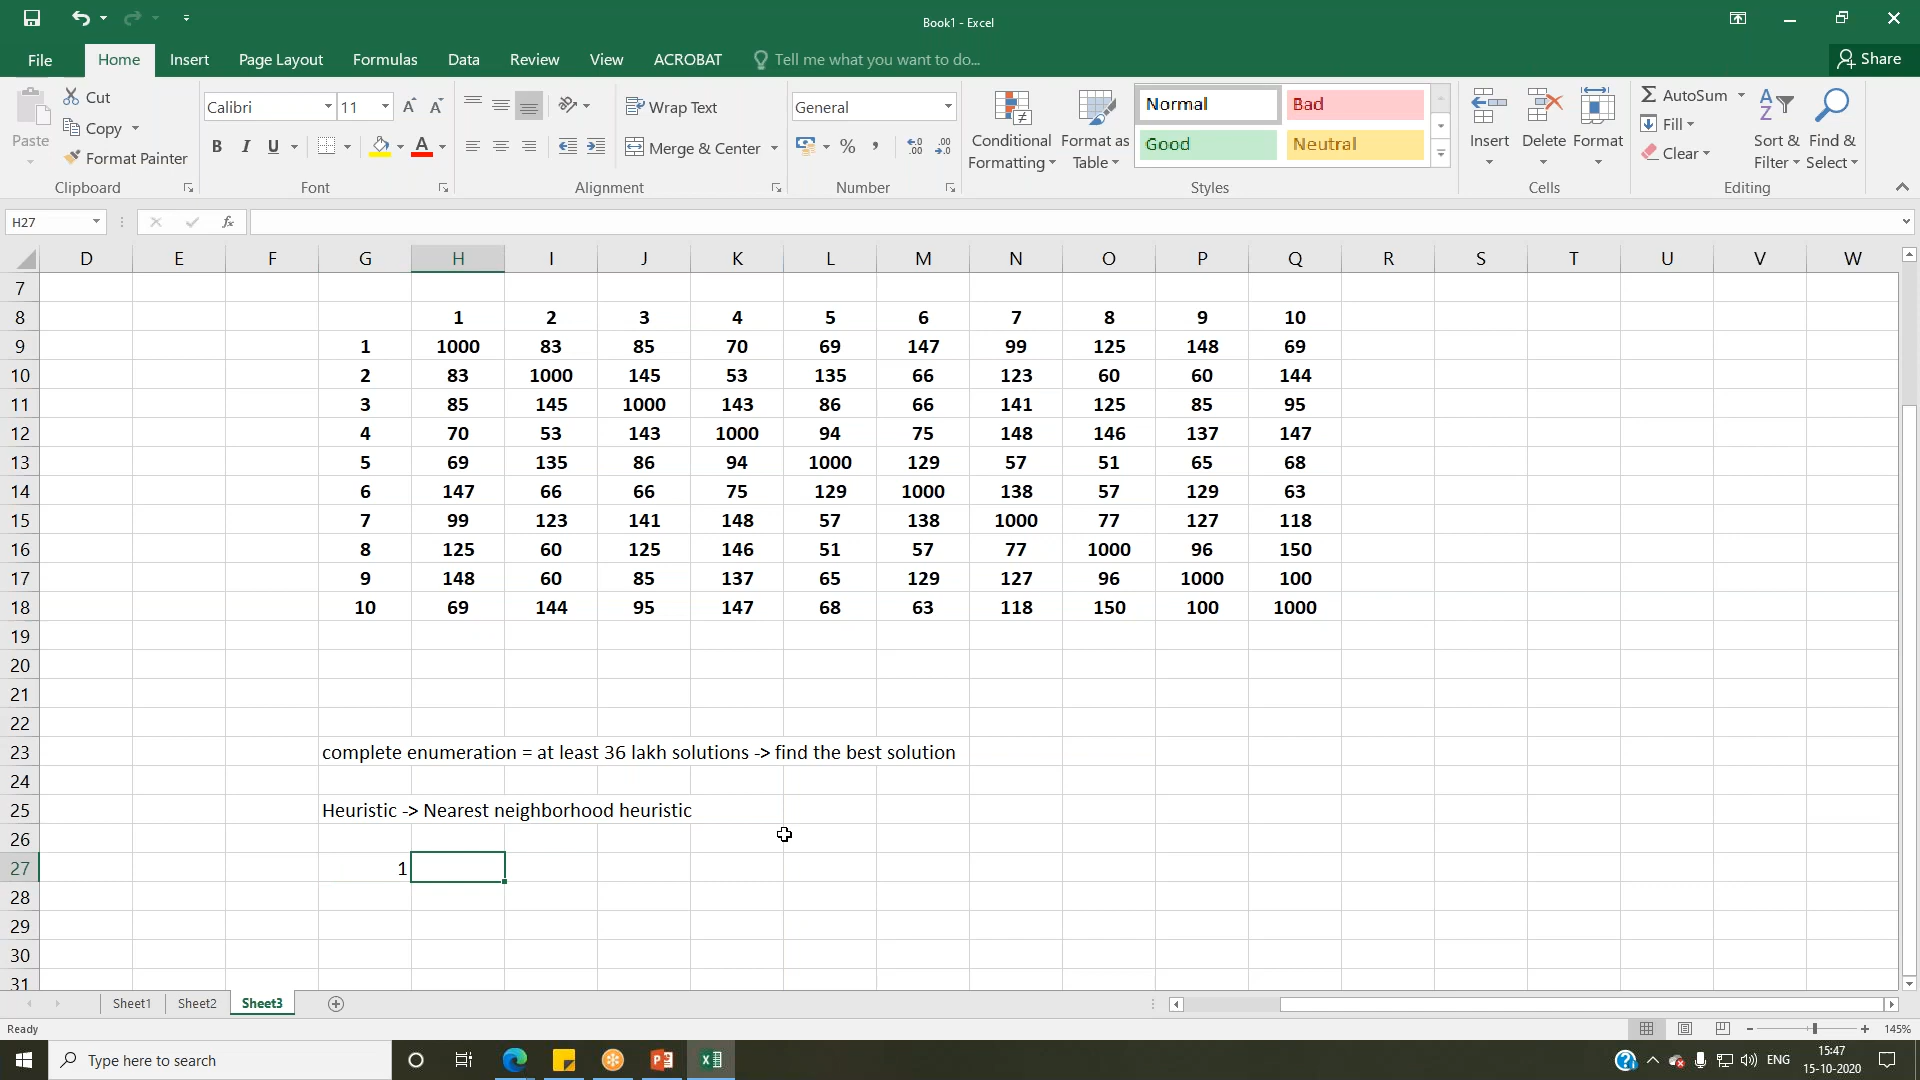 Book1 - Excel
File Home Insert Page Layout Formulas Data Review View ACROBAT Tell me what you want to do... Share
Paste
Cut
Copy
Format Painter
Clipboard
Calibri 11
B I U
Font
Wrap Text
Merge & Center
Alignment
General
Number
Conditional Formatting
Format as Table
Normal Bad
Good Neutral
Styles
Insert Delete Format
Cells
AutoSum
Fill
Clear
Sort & Filter
Find & Select
Editing
H27 fx
D E F G H I J K L M N O P Q R S T U V W
7
8 1 2 3 4 5 6 7 8 9 10
9 1 1000 83 85 70 69 147 99 125 148 69
10 2 83 1000 145 53 135 66 123 60 60 144
11 3 85 145 1000 143 86 66 141 125 85 95
12 4 70 53 143 1000 94 75 148 146 137 147
13 5 69 135 86 94 1000 129 57 51 65 68
14 6 147 66 66 75 129 1000 138 57 129 63
15 7 99 123 141 148 57 138 1000 77 127 118
16 8 125 60 125 146 51 57 77 1000 96 150
17 9 148 60 85 137 65 129 127 96 1000 100
18 10 69 144 95 147 68 63 118 150 100 1000
19
20
21
22
23 complete enumeration = at least 36 lakh solutions -> find the best solution
24
25 Heuristic -> Nearest neighborhood heuristic
26
27 1
28
29
30
31
Sheet1 Sheet2 Sheet3
Ready 145%
Type here to search ENG 15:47
15-10-2020